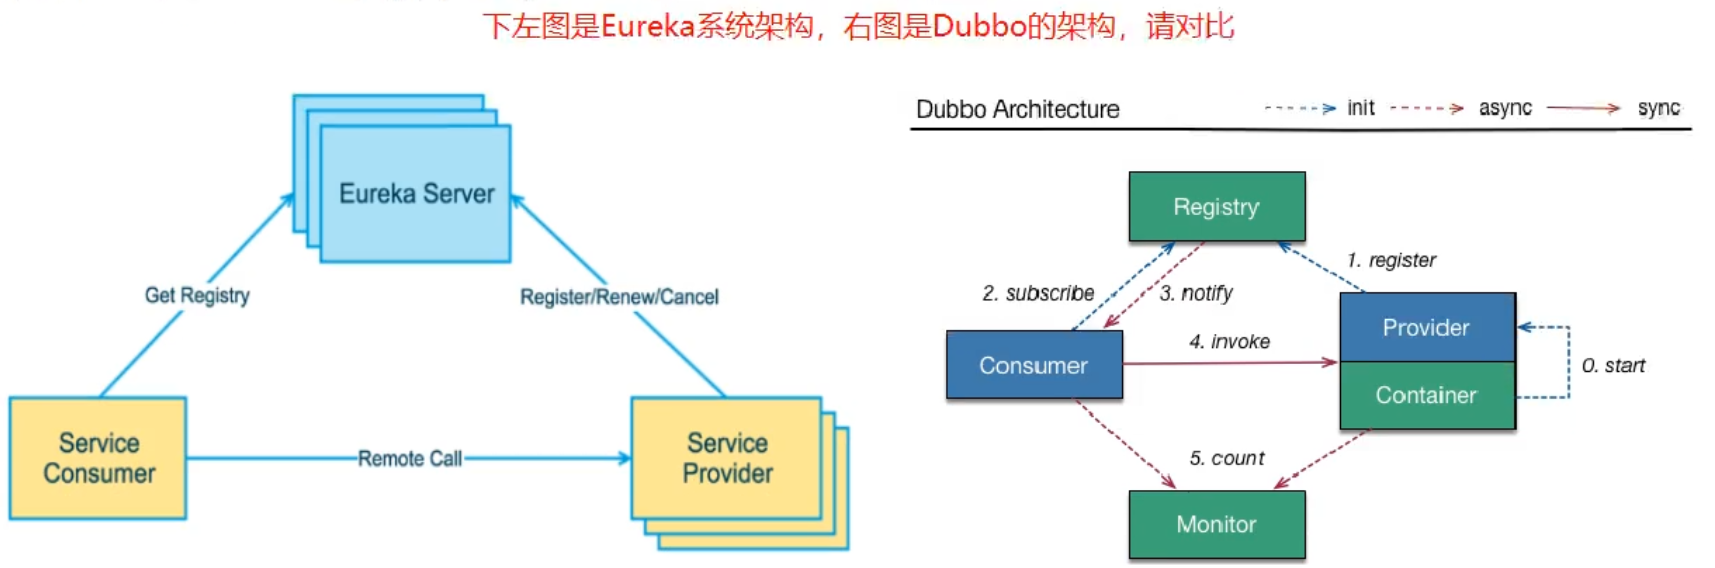 下左图是Eureka系统架构，右图是Dubbo的架构，请对比
Eureka Server
Get Registry
Register/Renew/Cancel
Service
Consumer
Remote Call
Service
Provider
Dubbo Architecture
init
async
sync
Registry
1. register
2. subscribe
3. notify
Provider
4. invoke
Consumer
0. start
Container
5. count
Monitor